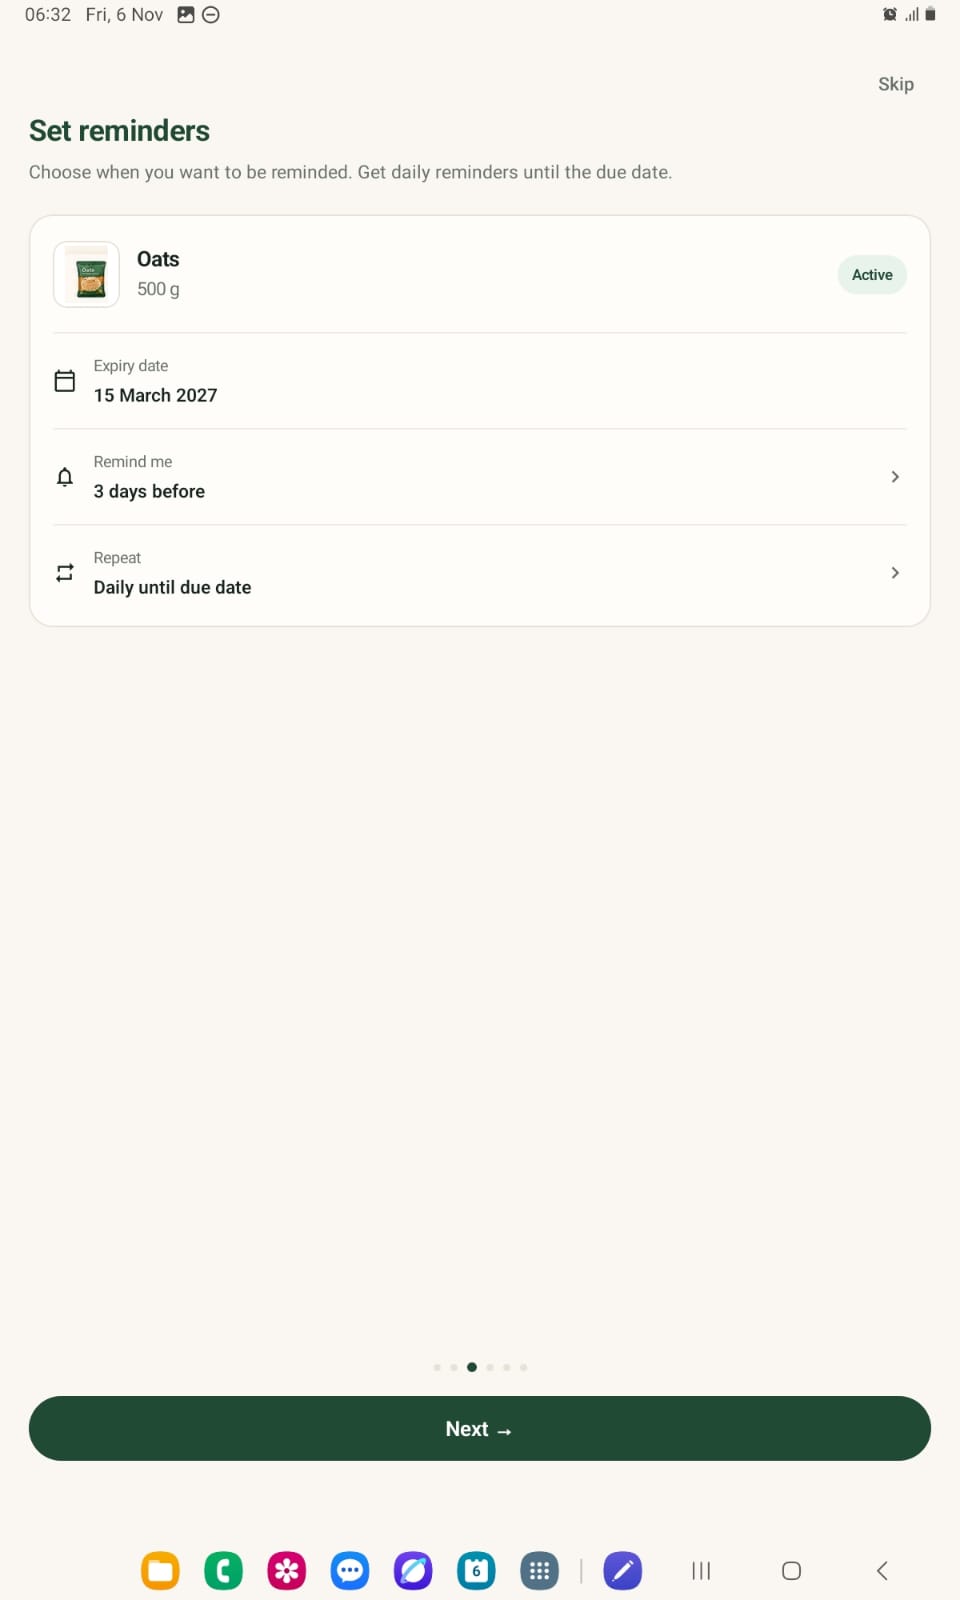 06:32 Fri, 6 Nov
Skip
Set reminders
Choose when you want to be reminded. Get daily reminders until the due date.
Oats
Oats
500 g
Active
Expiry date
15 March 2027
Remind me
3 days before
Repeat
Daily until due date
Next →
6